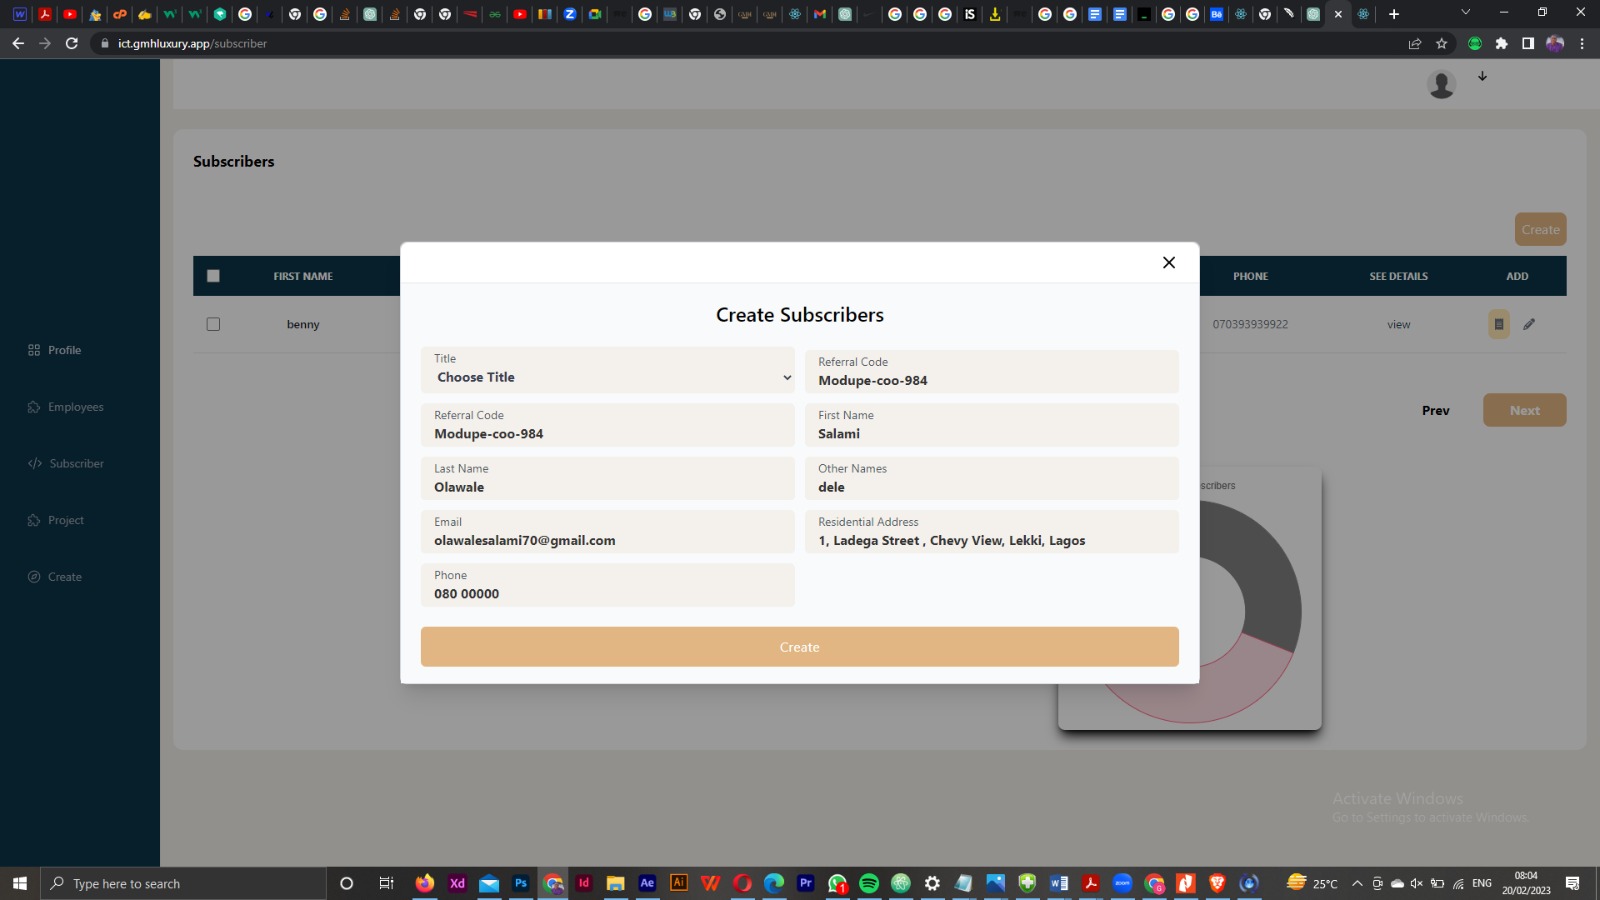 ict.gmhluxury.app/subscriber
Subscribers
Create
FIRST NAME
PHONE
SEE DETAILS
ADD
benny
070393939922
view
Profile
Employees
Subscriber
Project
Create
Prev
Next
scribers
Create Subscribers
Title
Choose Title
Referral Code
Modupe-coo-984
Referral Code
Modupe-coo-984
First Name
Salami
Last Name
Olawale
Other Names
dele
Email
olawalesalami70@gmail.com
Residential Address
1, Ladega Street , Chevy View, Lekki, Lagos
Phone
080 00000
Create
Activate Windows
Go to Settings to activate Windows.
Type here to search
25°C
ENG
08:04
20/02/2023